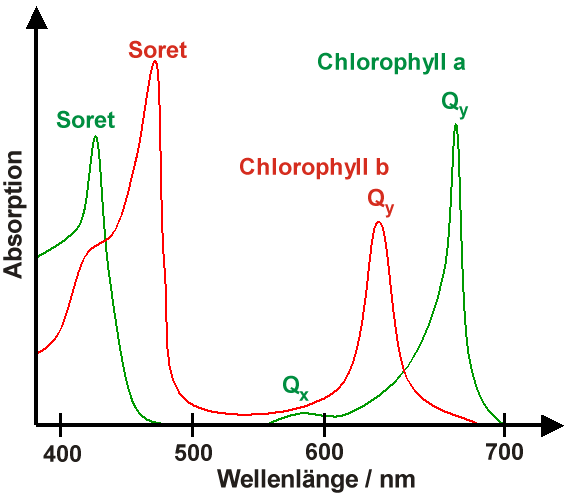 Soret
Chlorophyll a
Qy
Soret
Chlorophyll b
Qy
Absorption
Qx
400 500 600 700
Wellenlänge / nm